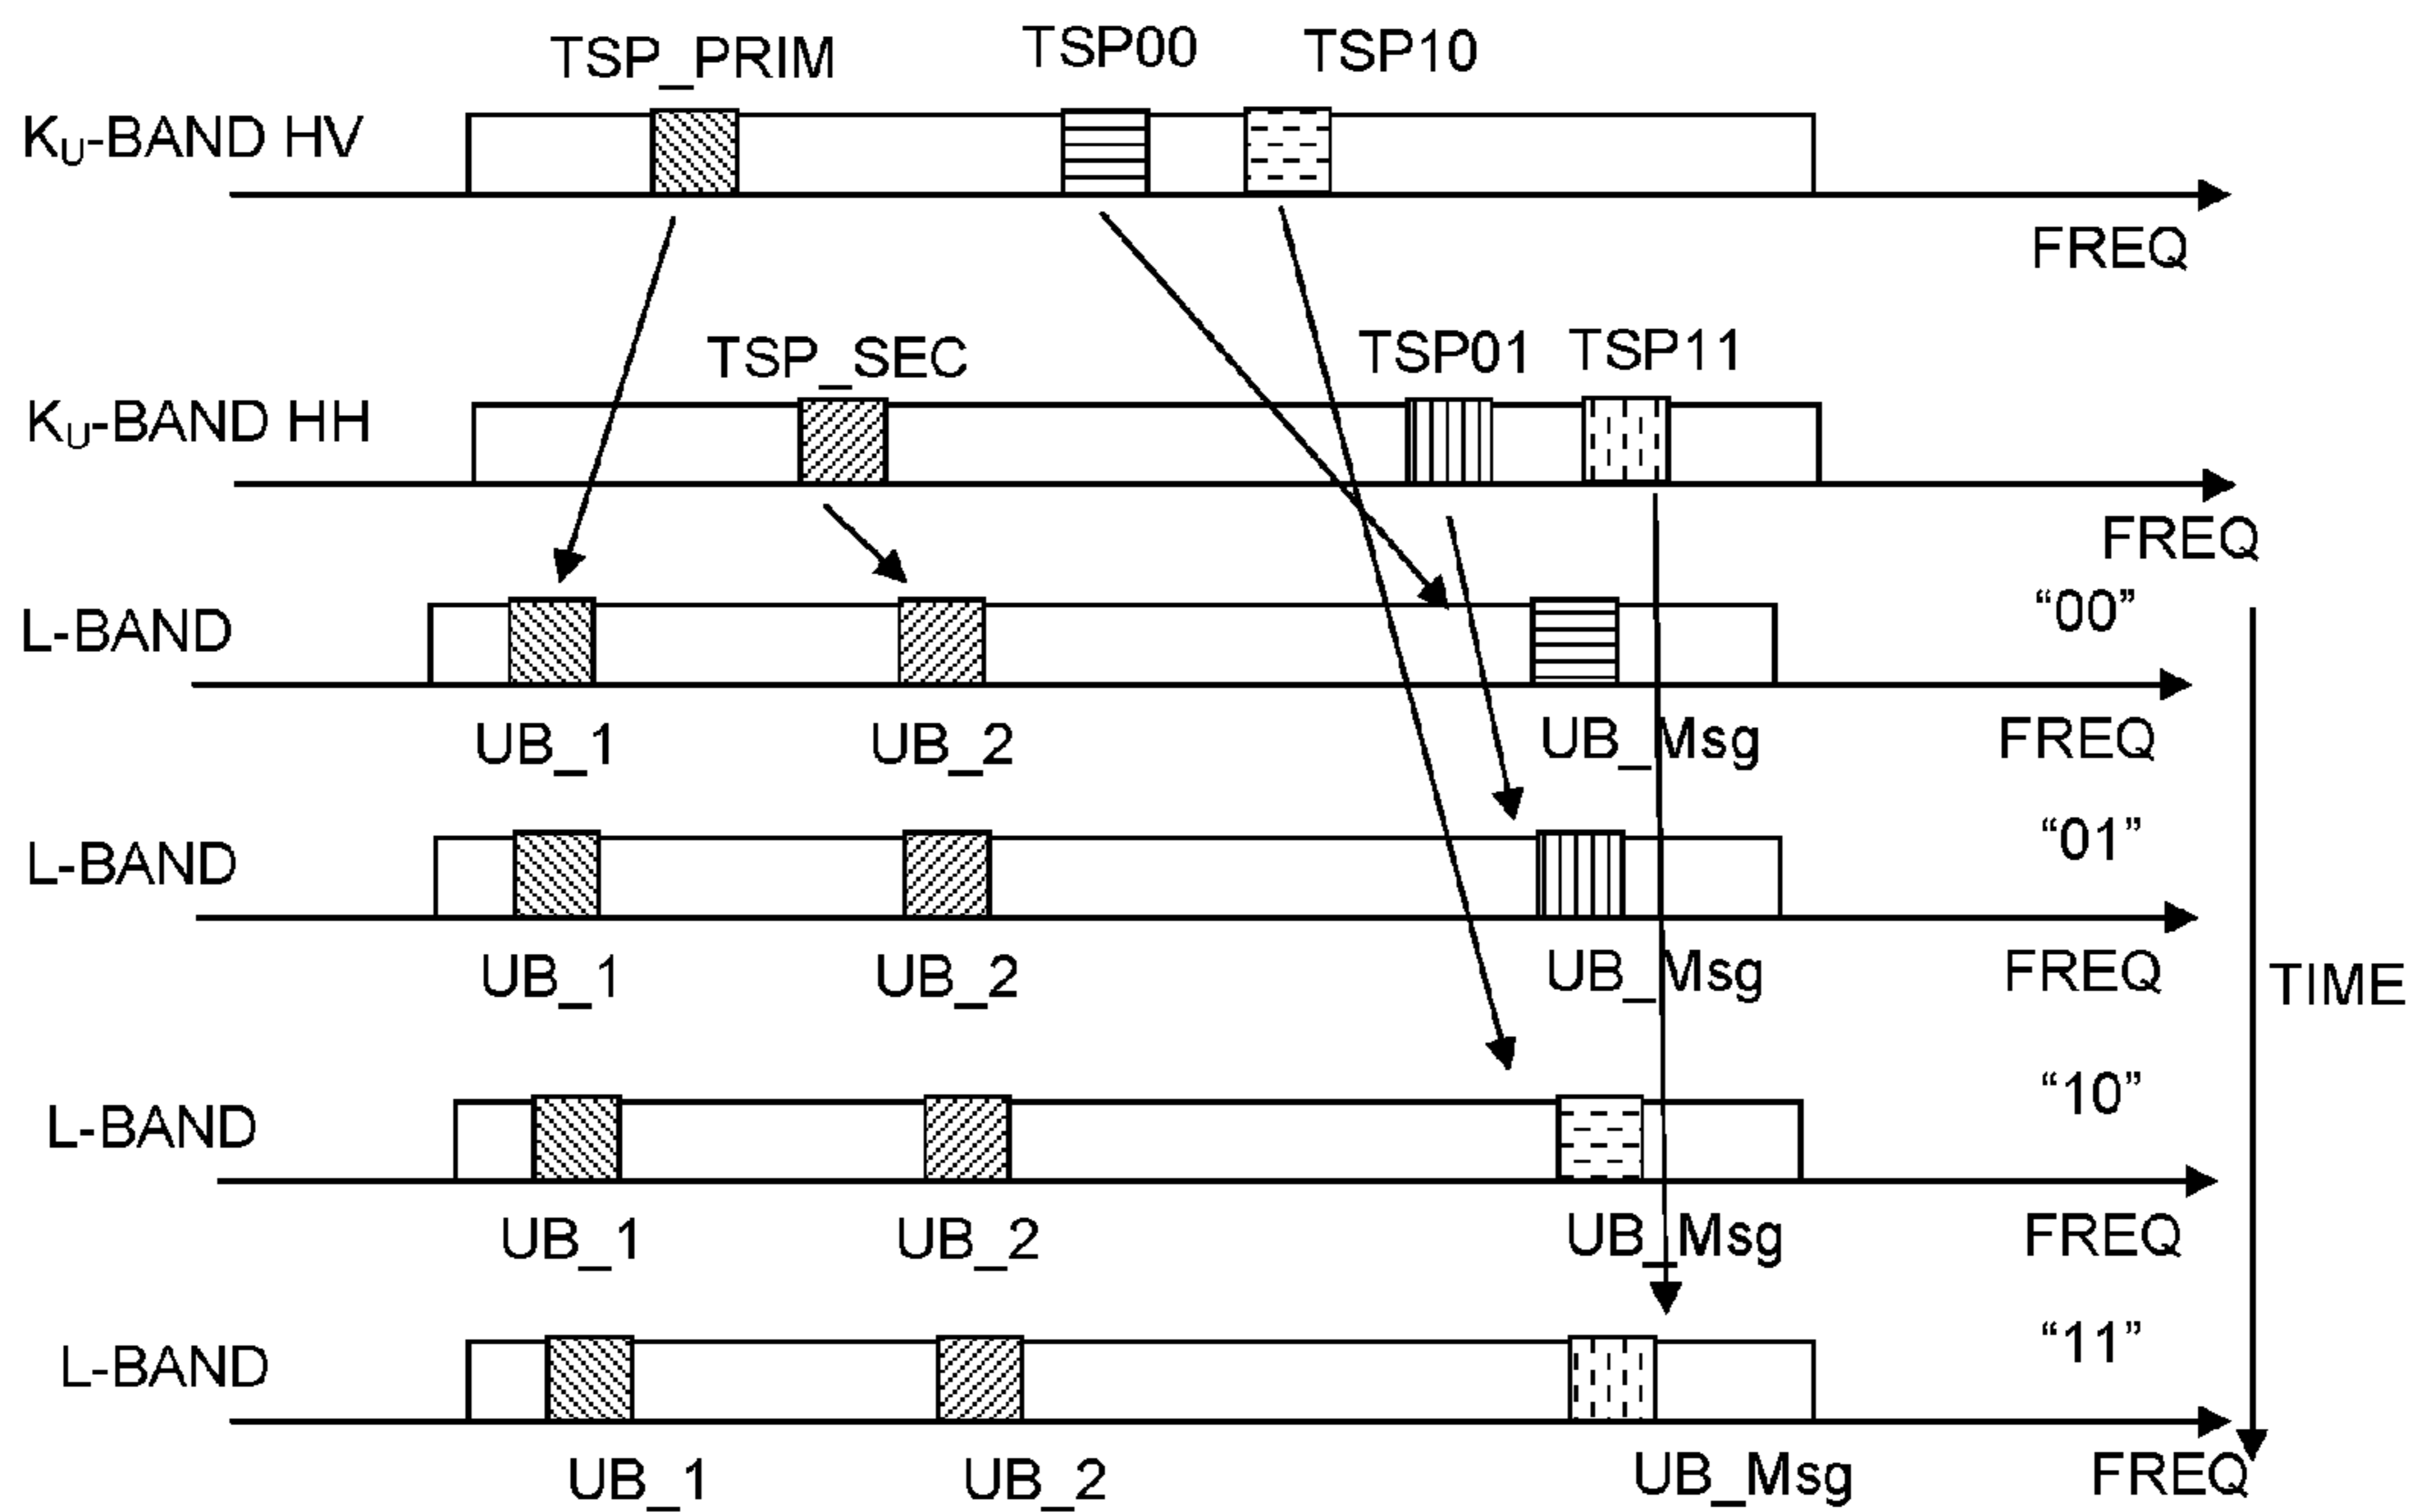 TSP_PRIM TSP00 TSP10
KU-BAND HV
FREQ
TSP_SEC TSP01 TSP11
KU-BAND HH
FREQ
L-BAND “00”
UB_1 UB_2 UB_Msg FREQ
L-BAND “01”
UB_1 UB_2 UB_Msg FREQ
TIME
L-BAND “10”
UB_1 UB_2 UB_Msg FREQ
L-BAND “11”
UB_1 UB_2 UB_Msg FREQ